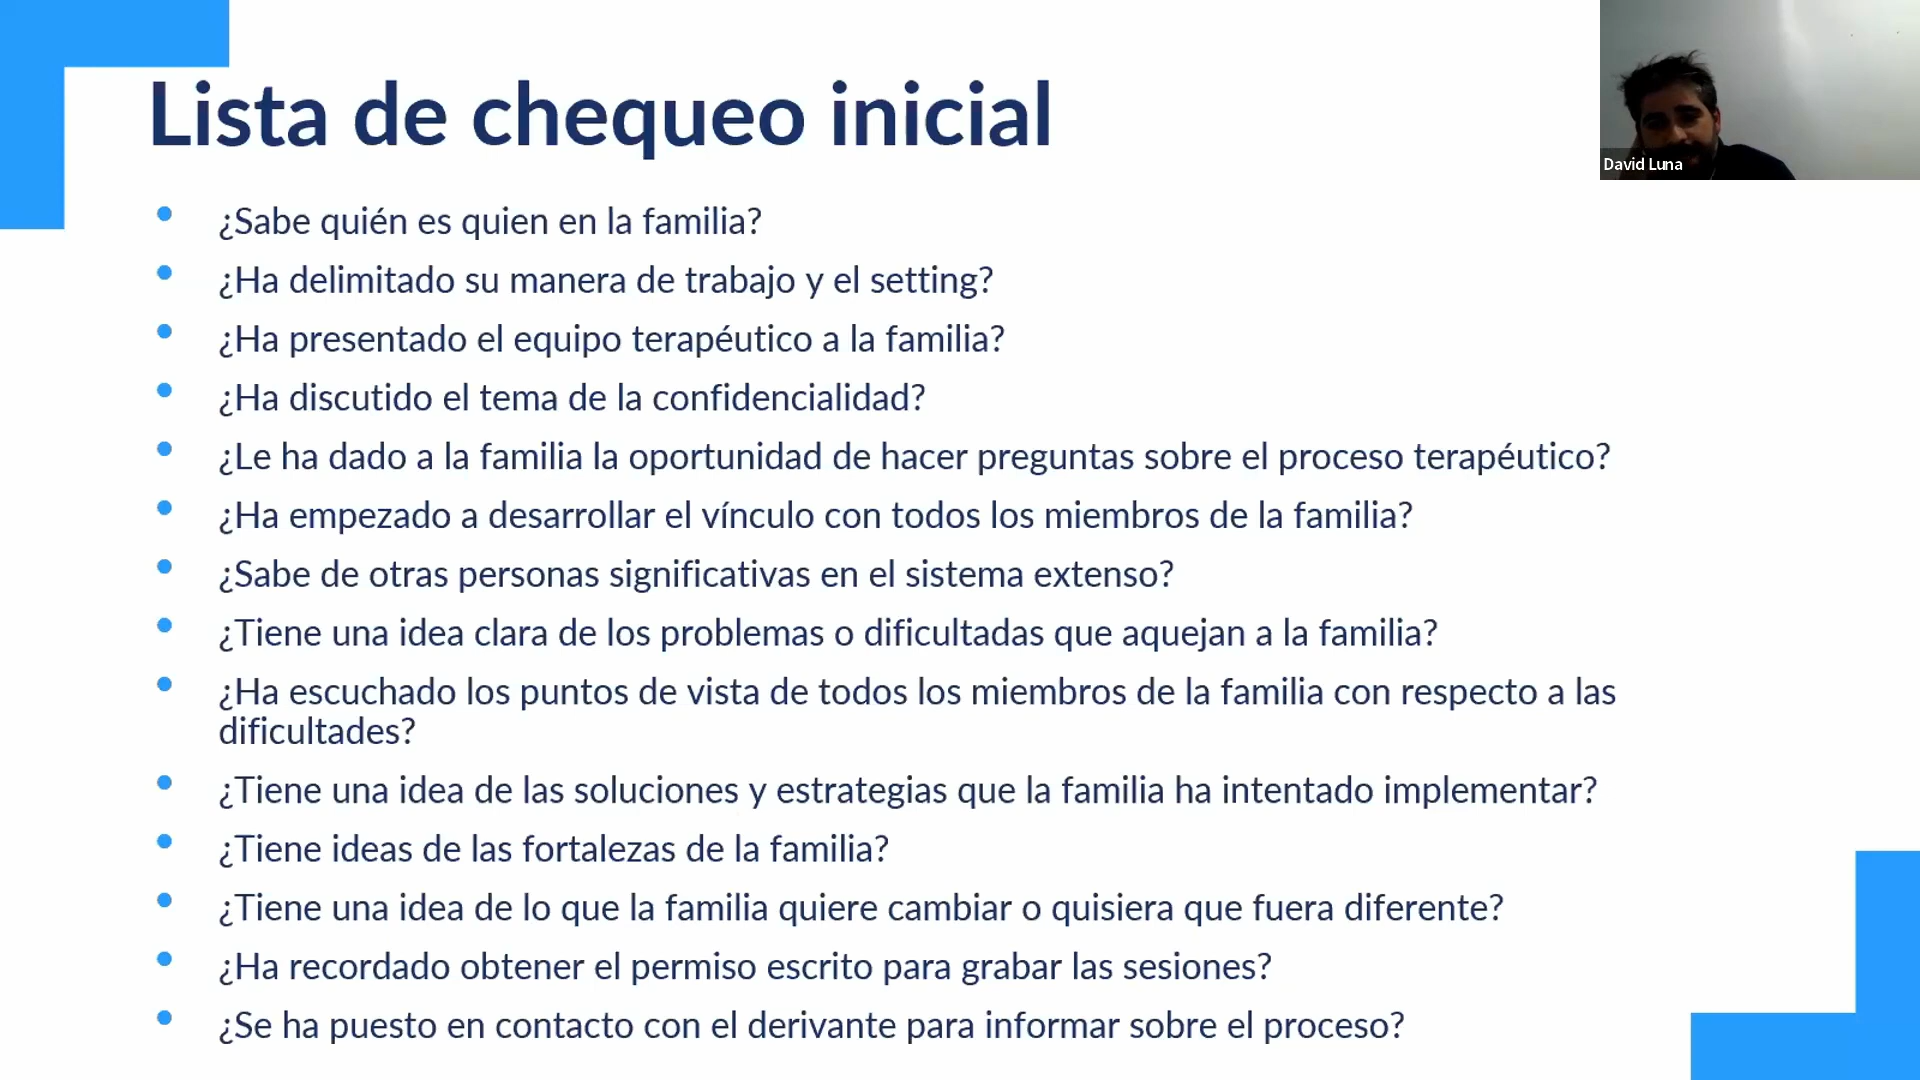 Lista de chequeo inicial
David Luna
¿Sabe quién es quien en la familia?
¿Ha delimitado su manera de trabajo y el setting?
¿Ha presentado el equipo terapéutico a la familia?
¿Ha discutido el tema de la confidencialidad?
¿Le ha dado a la familia la oportunidad de hacer preguntas sobre el proceso terapéutico?
¿Ha empezado a desarrollar el vínculo con todos los miembros de la familia?
¿Sabe de otras personas significativas en el sistema extenso?
¿Tiene una idea clara de los problemas o dificultadas que aquejan a la familia?
¿Ha escuchado los puntos de vista de todos los miembros de la familia con respecto a las
dificultades?
¿Tiene una idea de las soluciones y estrategias que la familia ha intentado implementar?
¿Tiene ideas de las fortalezas de la familia?
¿Tiene una idea de lo que la familia quiere cambiar o quisiera que fuera diferente?
¿Ha recordado obtener el permiso escrito para grabar las sesiones?
¿Se ha puesto en contacto con el derivante para informar sobre el proceso?